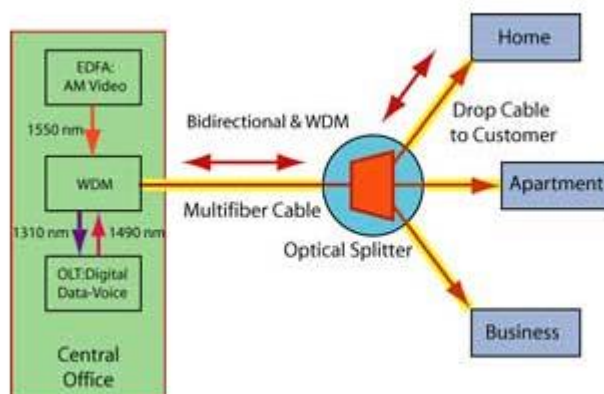 EDFA:
AM Video
1550 nm
WDM
1310 nm
1490 nm
OLT:Digital
Data-Voice
Central
Office
Bidirectional & WDM
Multifiber Cable
Optical Splitter
Drop Cable
to Customer
Home
Apartment
Business